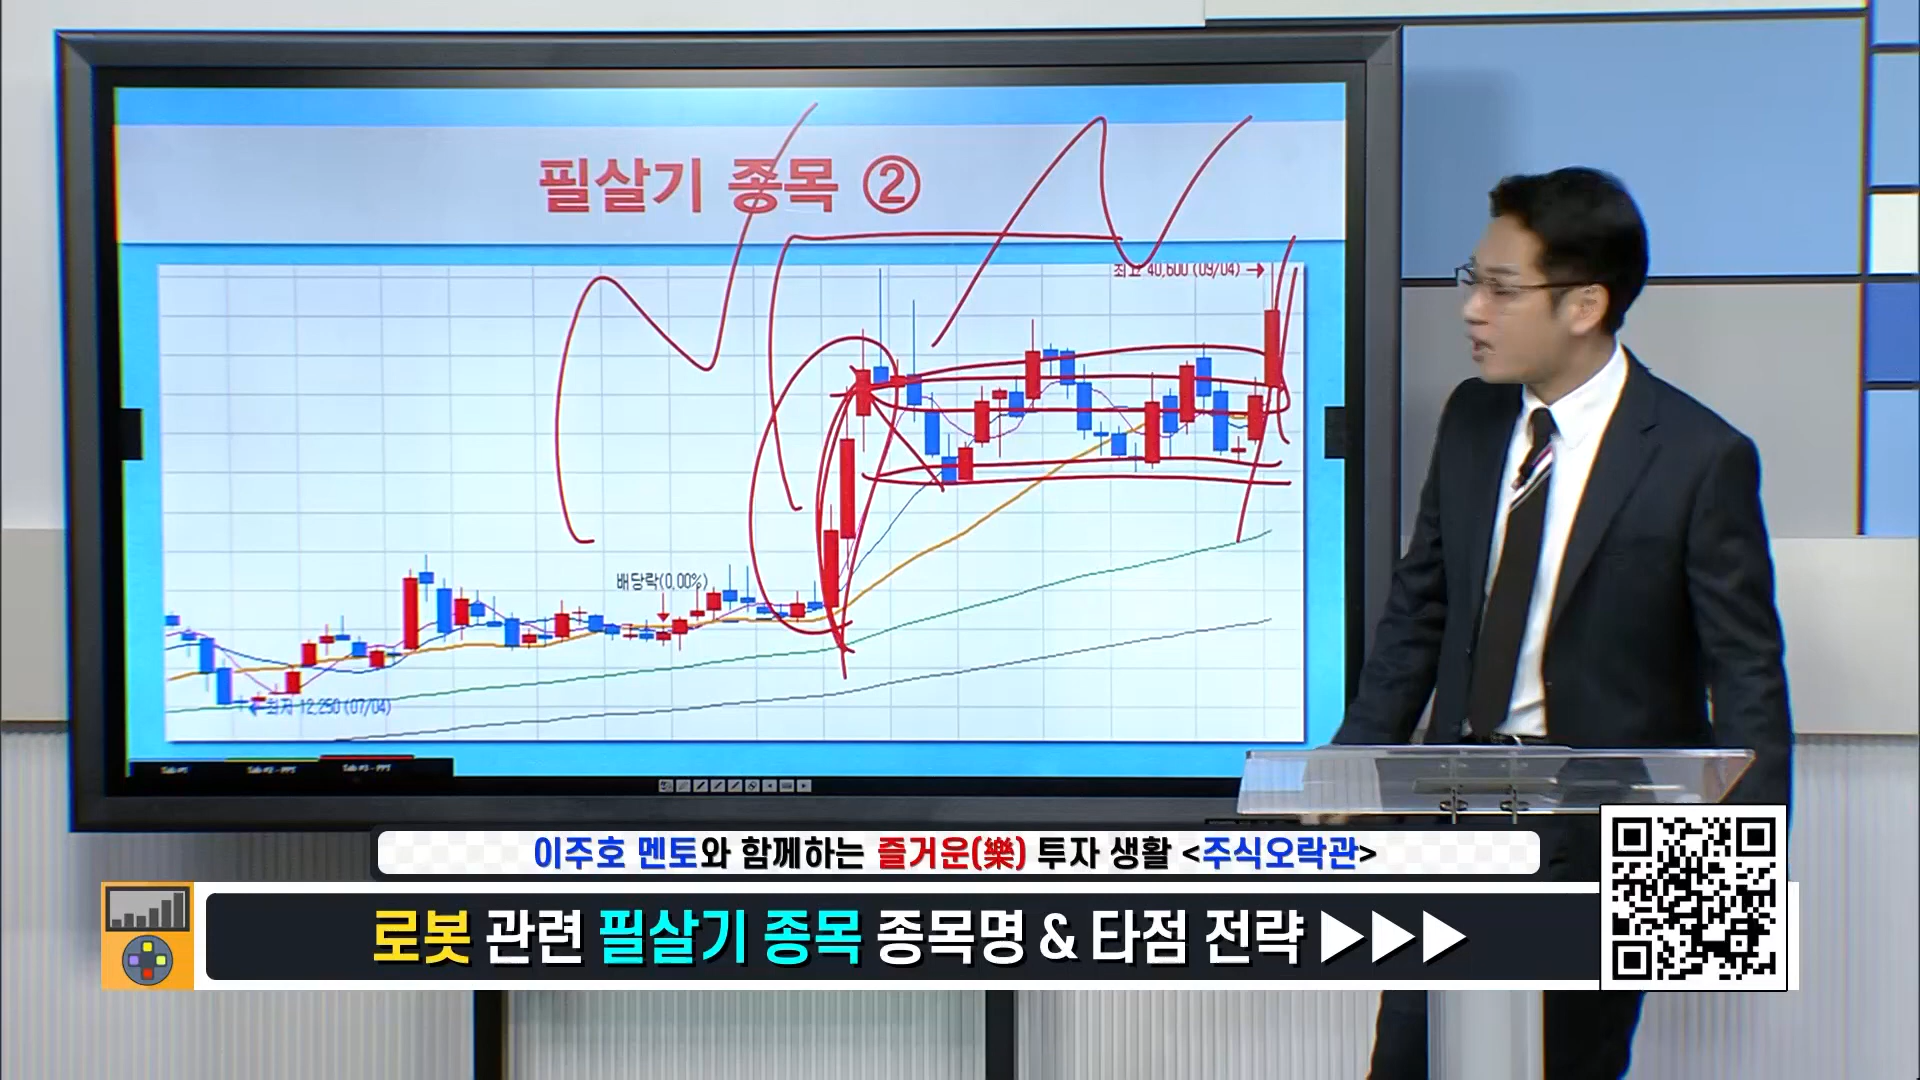 필살기 종목 ②
최고 40,600 (09/04)
배당락(0,00%)
최저 12,250 (07/04)
이주호 멘토와 함께하는 즐거운(樂) 투자 생활 <주식오락관>
로봇 관련 필살기 종목 종목명 & 타점 전략 ▶▶▶